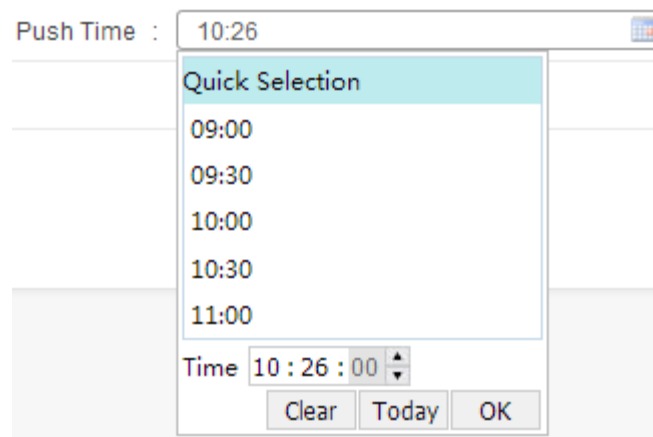 Push Time : 10:26
Quick Selection
09:00
09:30
10:00
10:30
11:00
Time 10 : 26 : 00
Clear Today OK